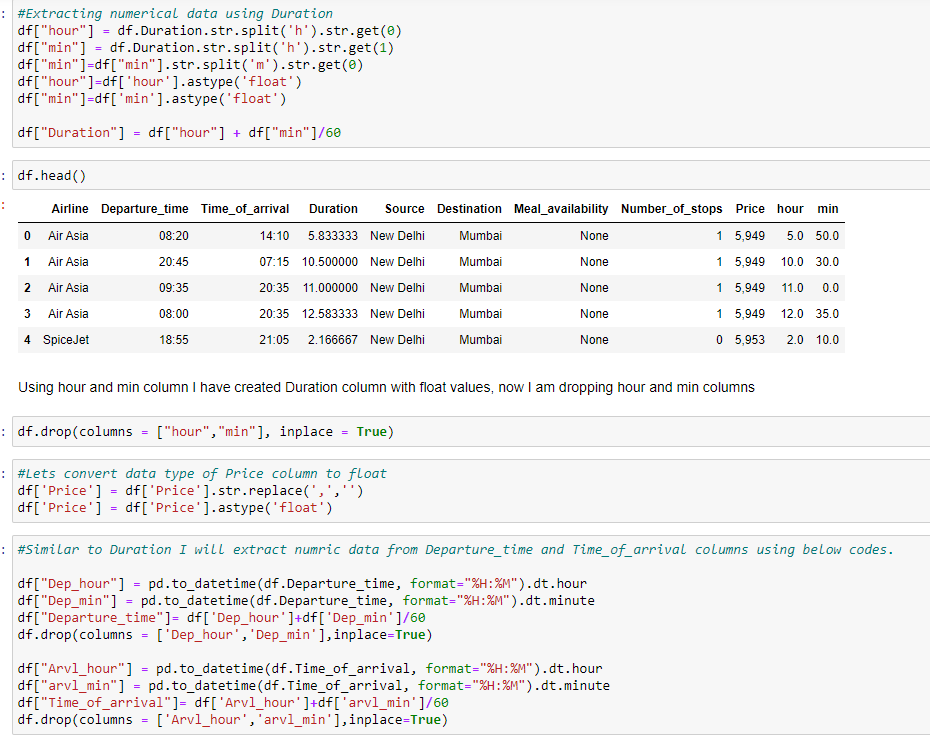 : #Extracting numerical data using Duration
df["hour"] = df.Duration.str.split('h').str.get(0)
df["min"] = df.Duration.str.split('h').str.get(1)
df["min"]=df["min"].str.split('m').str.get(0)
df["hour"]=df['hour'].astype('float')
df["min"]=df['min'].astype('float')
df["Duration"] = df["hour"] + df["min"]/60
: df.head()
:
Airline Departure_time Time_of_arrival Duration Source Destination Meal_availability Number_of_stops Price hour min
0 Air Asia 08:20 14:10 5.833333 New Delhi Mumbai None 1 5,949 5.0 50.0
1 Air Asia 20:45 07:15 10.500000 New Delhi Mumbai None 1 5,949 10.0 30.0
2 Air Asia 09:35 20:35 11.000000 New Delhi Mumbai None 1 5,949 11.0 0.0
3 Air Asia 08:00 20:35 12.583333 New Delhi Mumbai None 1 5,949 12.0 35.0
4 SpiceJet 18:55 21:05 2.166667 New Delhi Mumbai None 0 5,953 2.0 10.0
Using hour and min column I have created Duration column with float values, now I am dropping hour and min columns
: df.drop(columns = ["hour","min"], inplace = True)
: #Lets convert data type of Price column to float
df['Price'] = df['Price'].str.replace(',','')
df['Price'] = df['Price'].astype('float')
: #Similar to Duration I will extract numric data from Departure_time and Time_of_arrival columns using below codes.
df["Dep_hour"] = pd.to_datetime(df.Departure_time, format="%H:%M").dt.hour
df["Dep_min"] = pd.to_datetime(df.Departure_time, format="%H:%M").dt.minute
df["Departure_time"]= df['Dep_hour']+df['Dep_min']/60
df.drop(columns = ['Dep_hour','Dep_min'],inplace=True)
df["Arvl_hour"] = pd.to_datetime(df.Time_of_arrival, format="%H:%M").dt.hour
df["arvl_min"] = pd.to_datetime(df.Time_of_arrival, format="%H:%M").dt.minute
df["Time_of_arrival"]= df['Arvl_hour']+df['arvl_min']/60
df.drop(columns = ['Arvl_hour','arvl_min'],inplace=True)